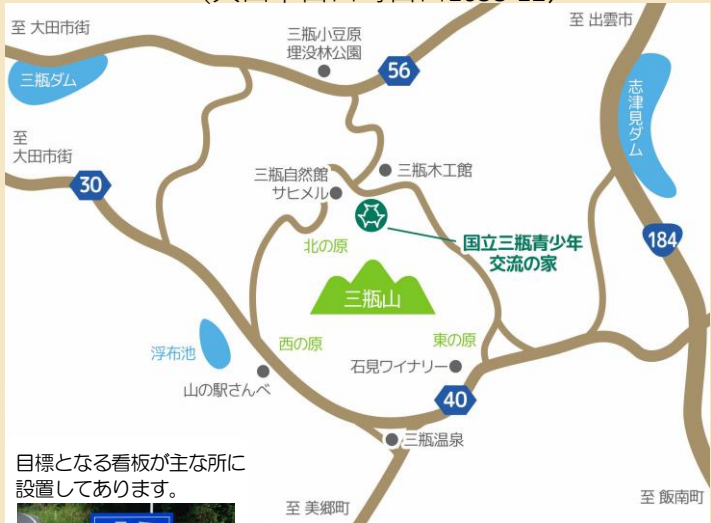 至 大田市街
三瓶小豆原
埋没林公園
至 出雲市
三瓶ダム
56
志津見ダム
至
大田市街
30
三瓶自然館
サヒメル
三瓶木工館
北の原
国立三瓶青少年
交流の家
184
三瓶山
浮布池
西の原
東の原
石見ワイナリー
山の駅さんべ
40
三瓶温泉
目標となる看板が主な所に
設置してあります。
至 美郷町
至 飯南町